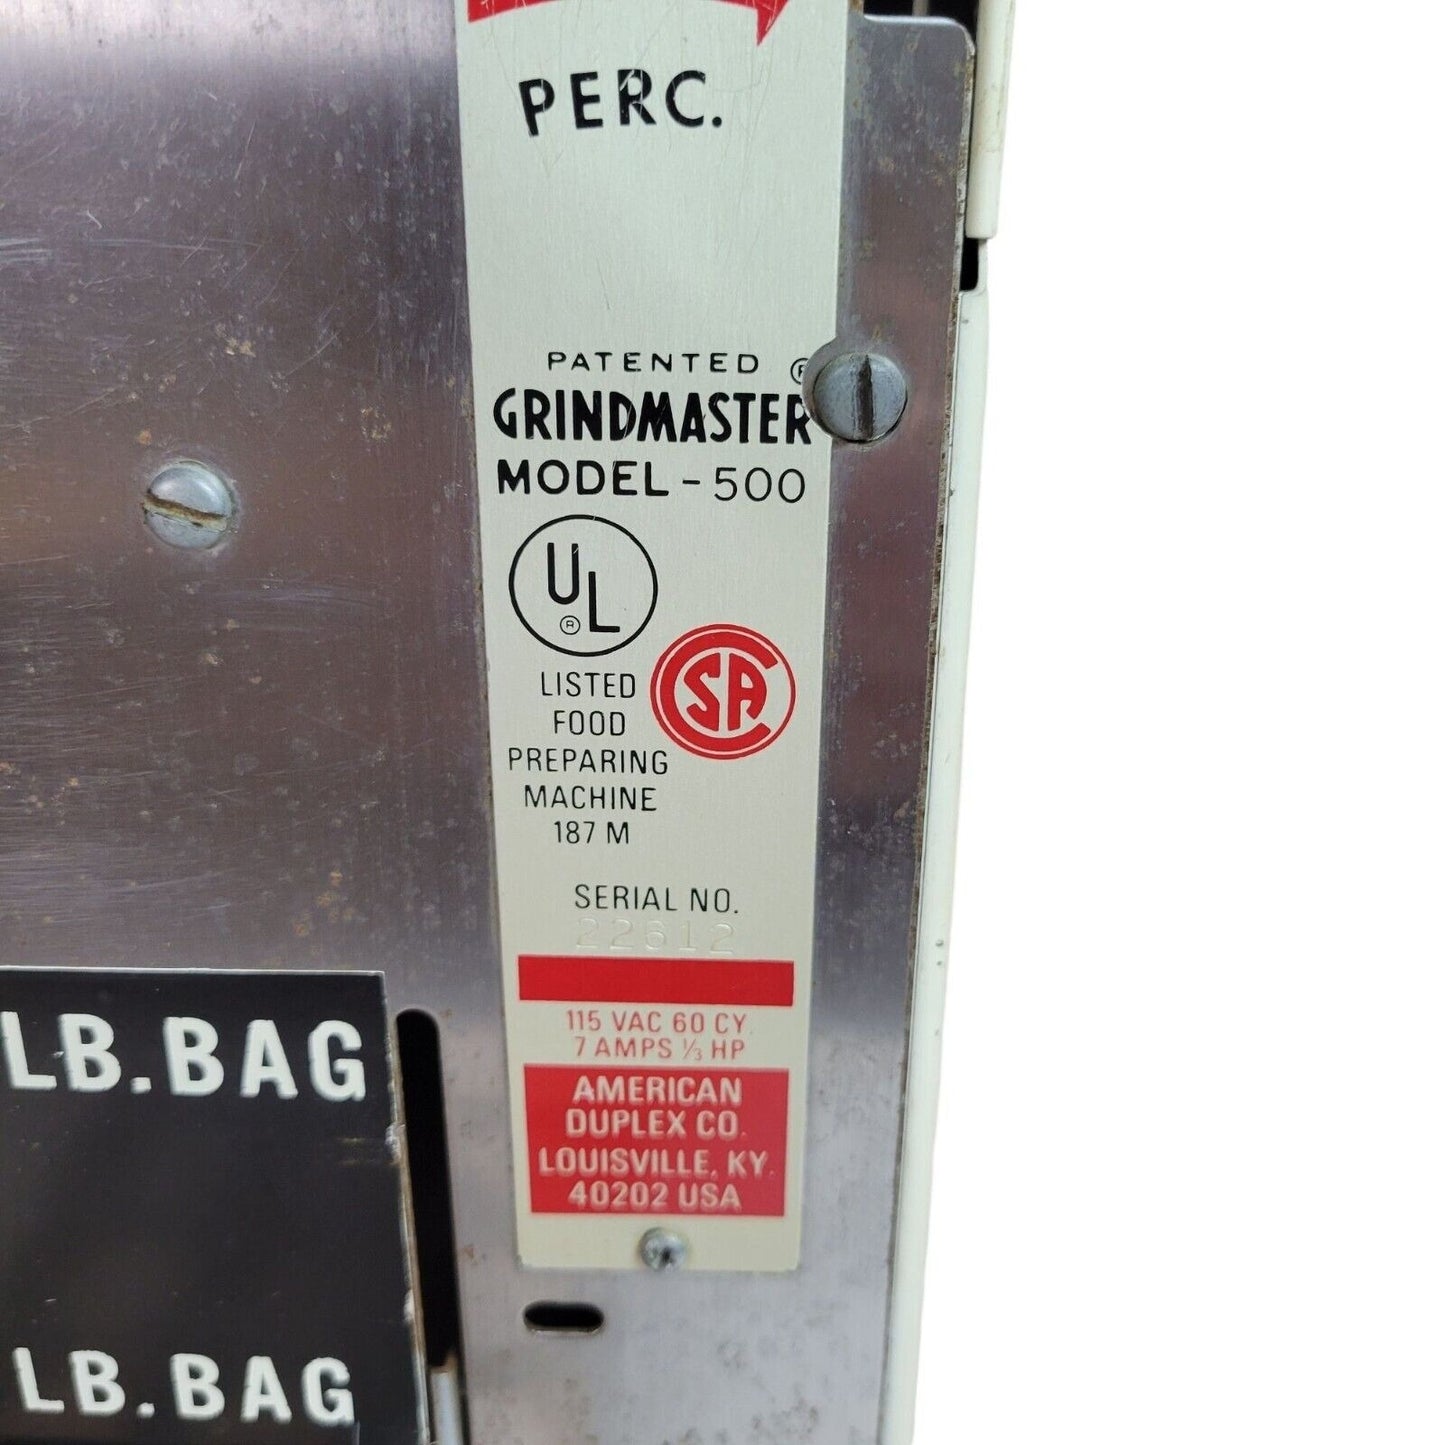 PERC.
PATENTED ®
GRINDMASTER
MODEL-500
UL
®
LISTED
FOOD
PREPARING
MACHINE
187 M
CSA
SERIAL NO.
22612
115 VAC 60 CY.
7 AMPS ⅓ HP
AMERICAN
DUPLEX CO.
LOUISVILLE, KY.
40202 USA
LB. BAG
LB. BAG